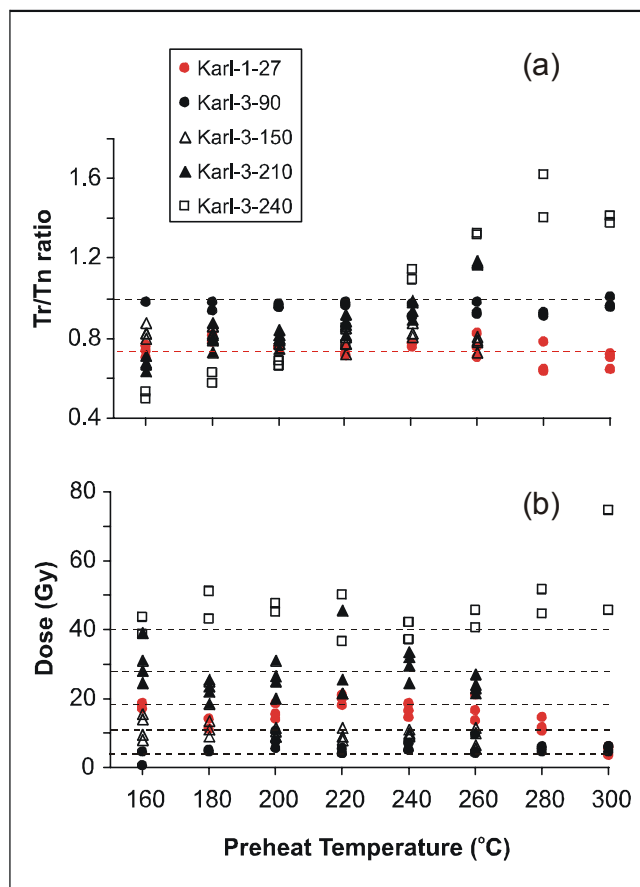 (a)
Karl-1-27
Karl-3-90
Karl-3-150
Karl-3-210
Karl-3-240
Tr/Tn ratio
1.6
1.2
0.8
0.4
(b)
Dose (Gy)
80
60
40
20
0
160 180 200 220 240 260 280 300
Preheat Temperature (°C)